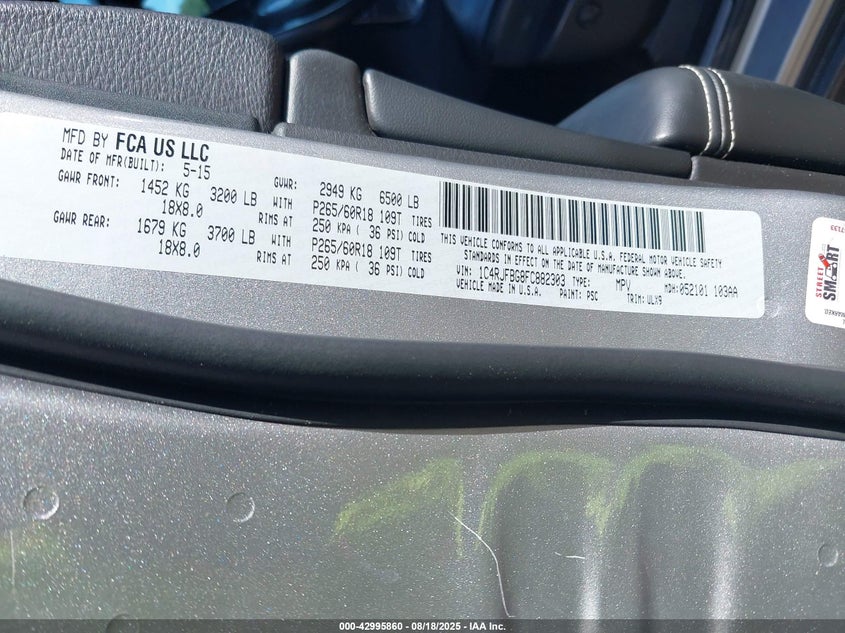 MFD BY FCA US LLC
DATE OF MFR(BUILT): 5-15
GVWR: 2949 KG 6500 LB
GAWR FRONT: 1452 KG 3200 LB WITH P265/60R18 109T TIRES
18X8.0 RIMS AT 250 KPA ( 36 PSI) COLD
GAWR REAR: 1679 KG 3700 LB WITH P265/60R18 109T TIRES
18X8.0 RIMS AT 250 KPA ( 36 PSI) COLD
THIS VEHICLE CONFORMS TO ALL APPLICABLE U.S.A. FEDERAL MOTOR VEHICLE SAFETY
STANDARDS IN EFFECT ON THE DATE OF MANUFACTURE SHOWN ABOVE.
VIN: 1C4RJFBG8FC882303 TYPE: MPV MDH:052101 103AA
VEHICLE MADE IN U.S.A. PAINT: PSC TRIM: ULX9
STREET
SMART
000-42995860 - 08/18/2025 - IAA Inc.